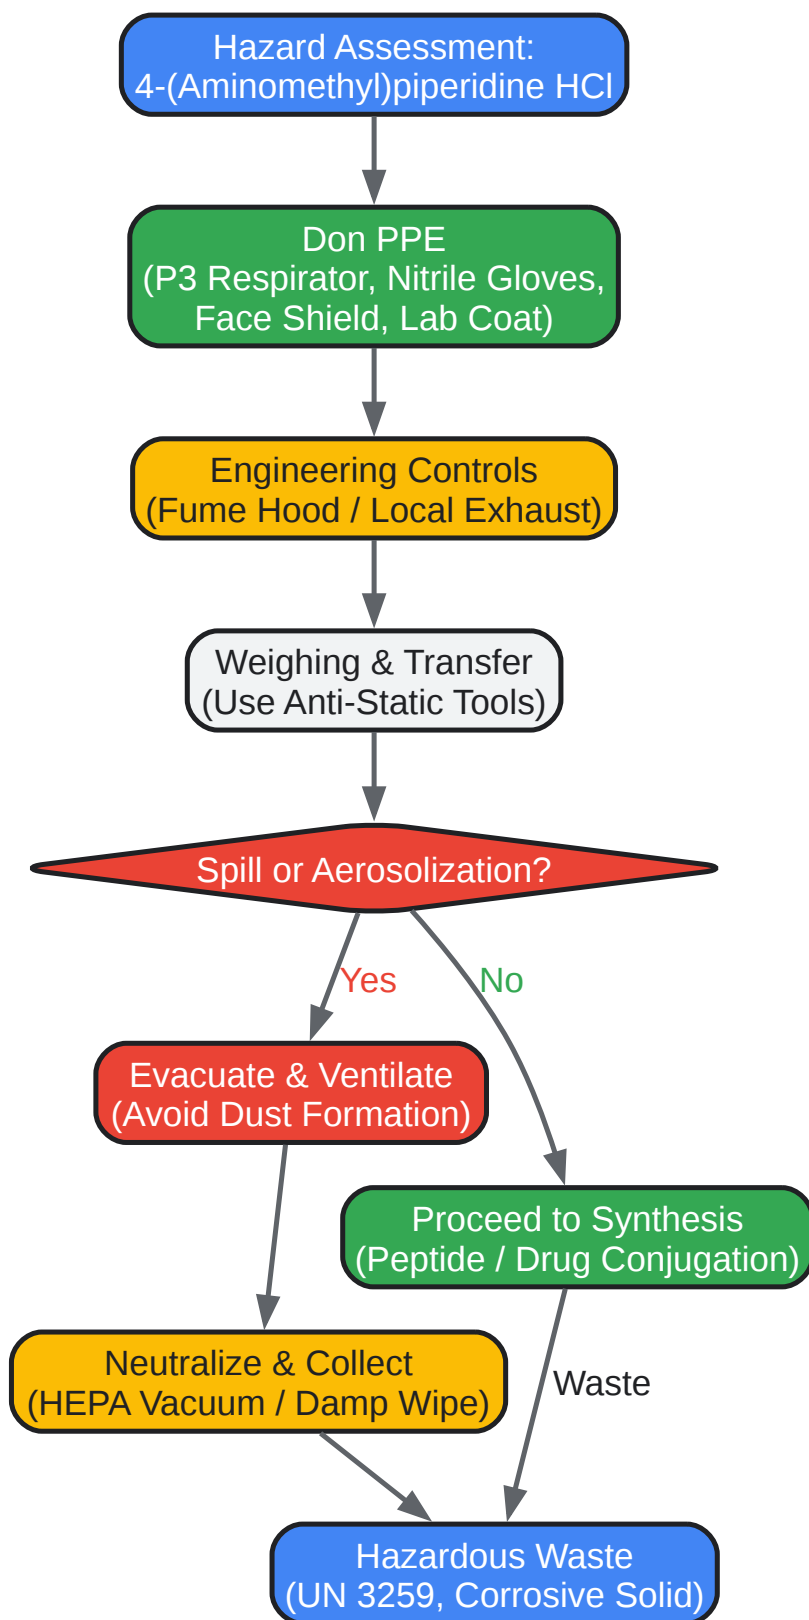 Hazard Assessment:
4-(Aminomethyl)piperidine HCl
Don PPE
(P3 Respirator, Nitrile Gloves,
Face Shield, Lab Coat)
Engineering Controls
(Fume Hood / Local Exhaust)
Weighing & Transfer
(Use Anti-Static Tools)
Spill or Aerosolization?
Yes
No
Evacuate & Ventilate
(Avoid Dust Formation)
Proceed to Synthesis
(Peptide / Drug Conjugation)
Neutralize & Collect
(HEPA Vacuum / Damp Wipe)
Waste
Hazardous Waste
(UN 3259, Corrosive Solid)